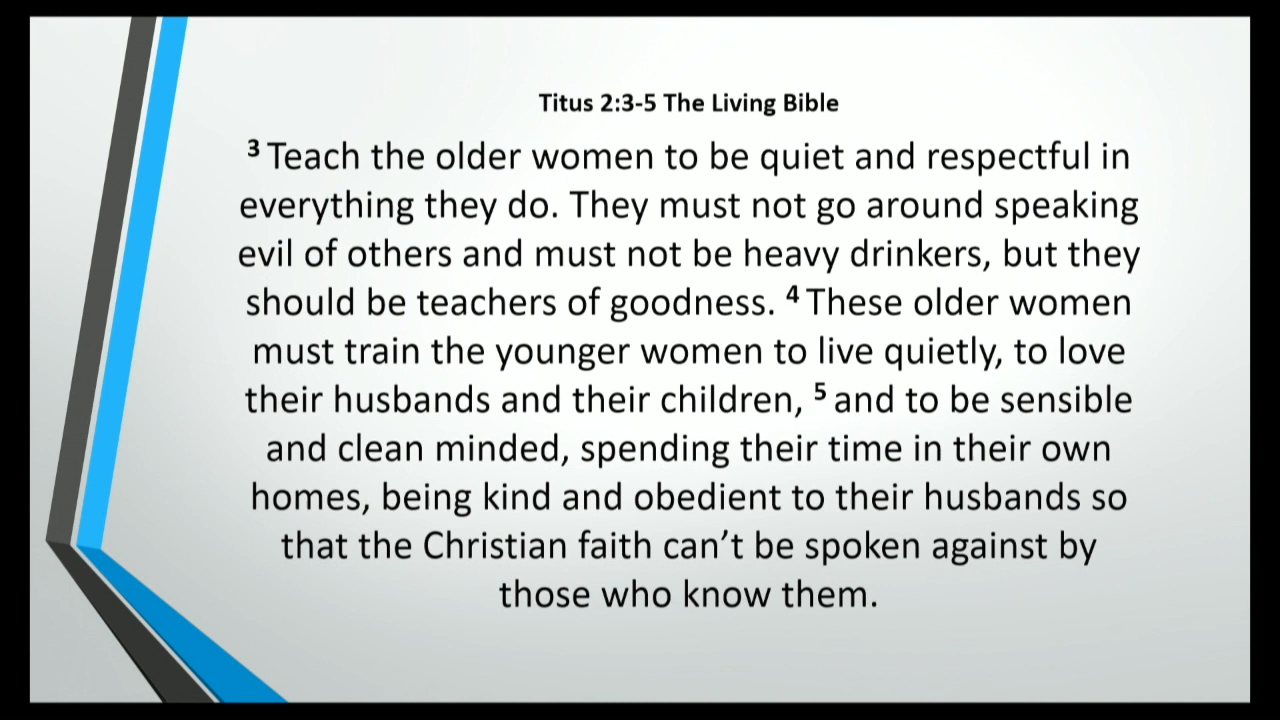 Titus 2:3-5 The Living Bible
3 Teach the older women to be quiet and respectful in
everything they do. They must not go around speaking
evil of others and must not be heavy drinkers, but they
should be teachers of goodness. 4 These older women
must train the younger women to live quietly, to love
their husbands and their children, 5 and to be sensible
and clean minded, spending their time in their own
homes, being kind and obedient to their husbands so
that the Christian faith can’t be spoken against by
those who know them.